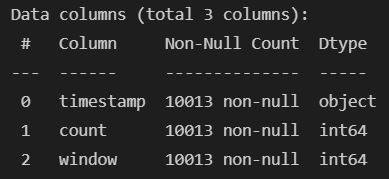 Data columns (total 3 columns):
 #   Column     Non-Null Count  Dtype
---  ------     --------------  -----
 0   timestamp  10013 non-null  object
 1   count      10013 non-null  int64
 2   window     10013 non-null  int64